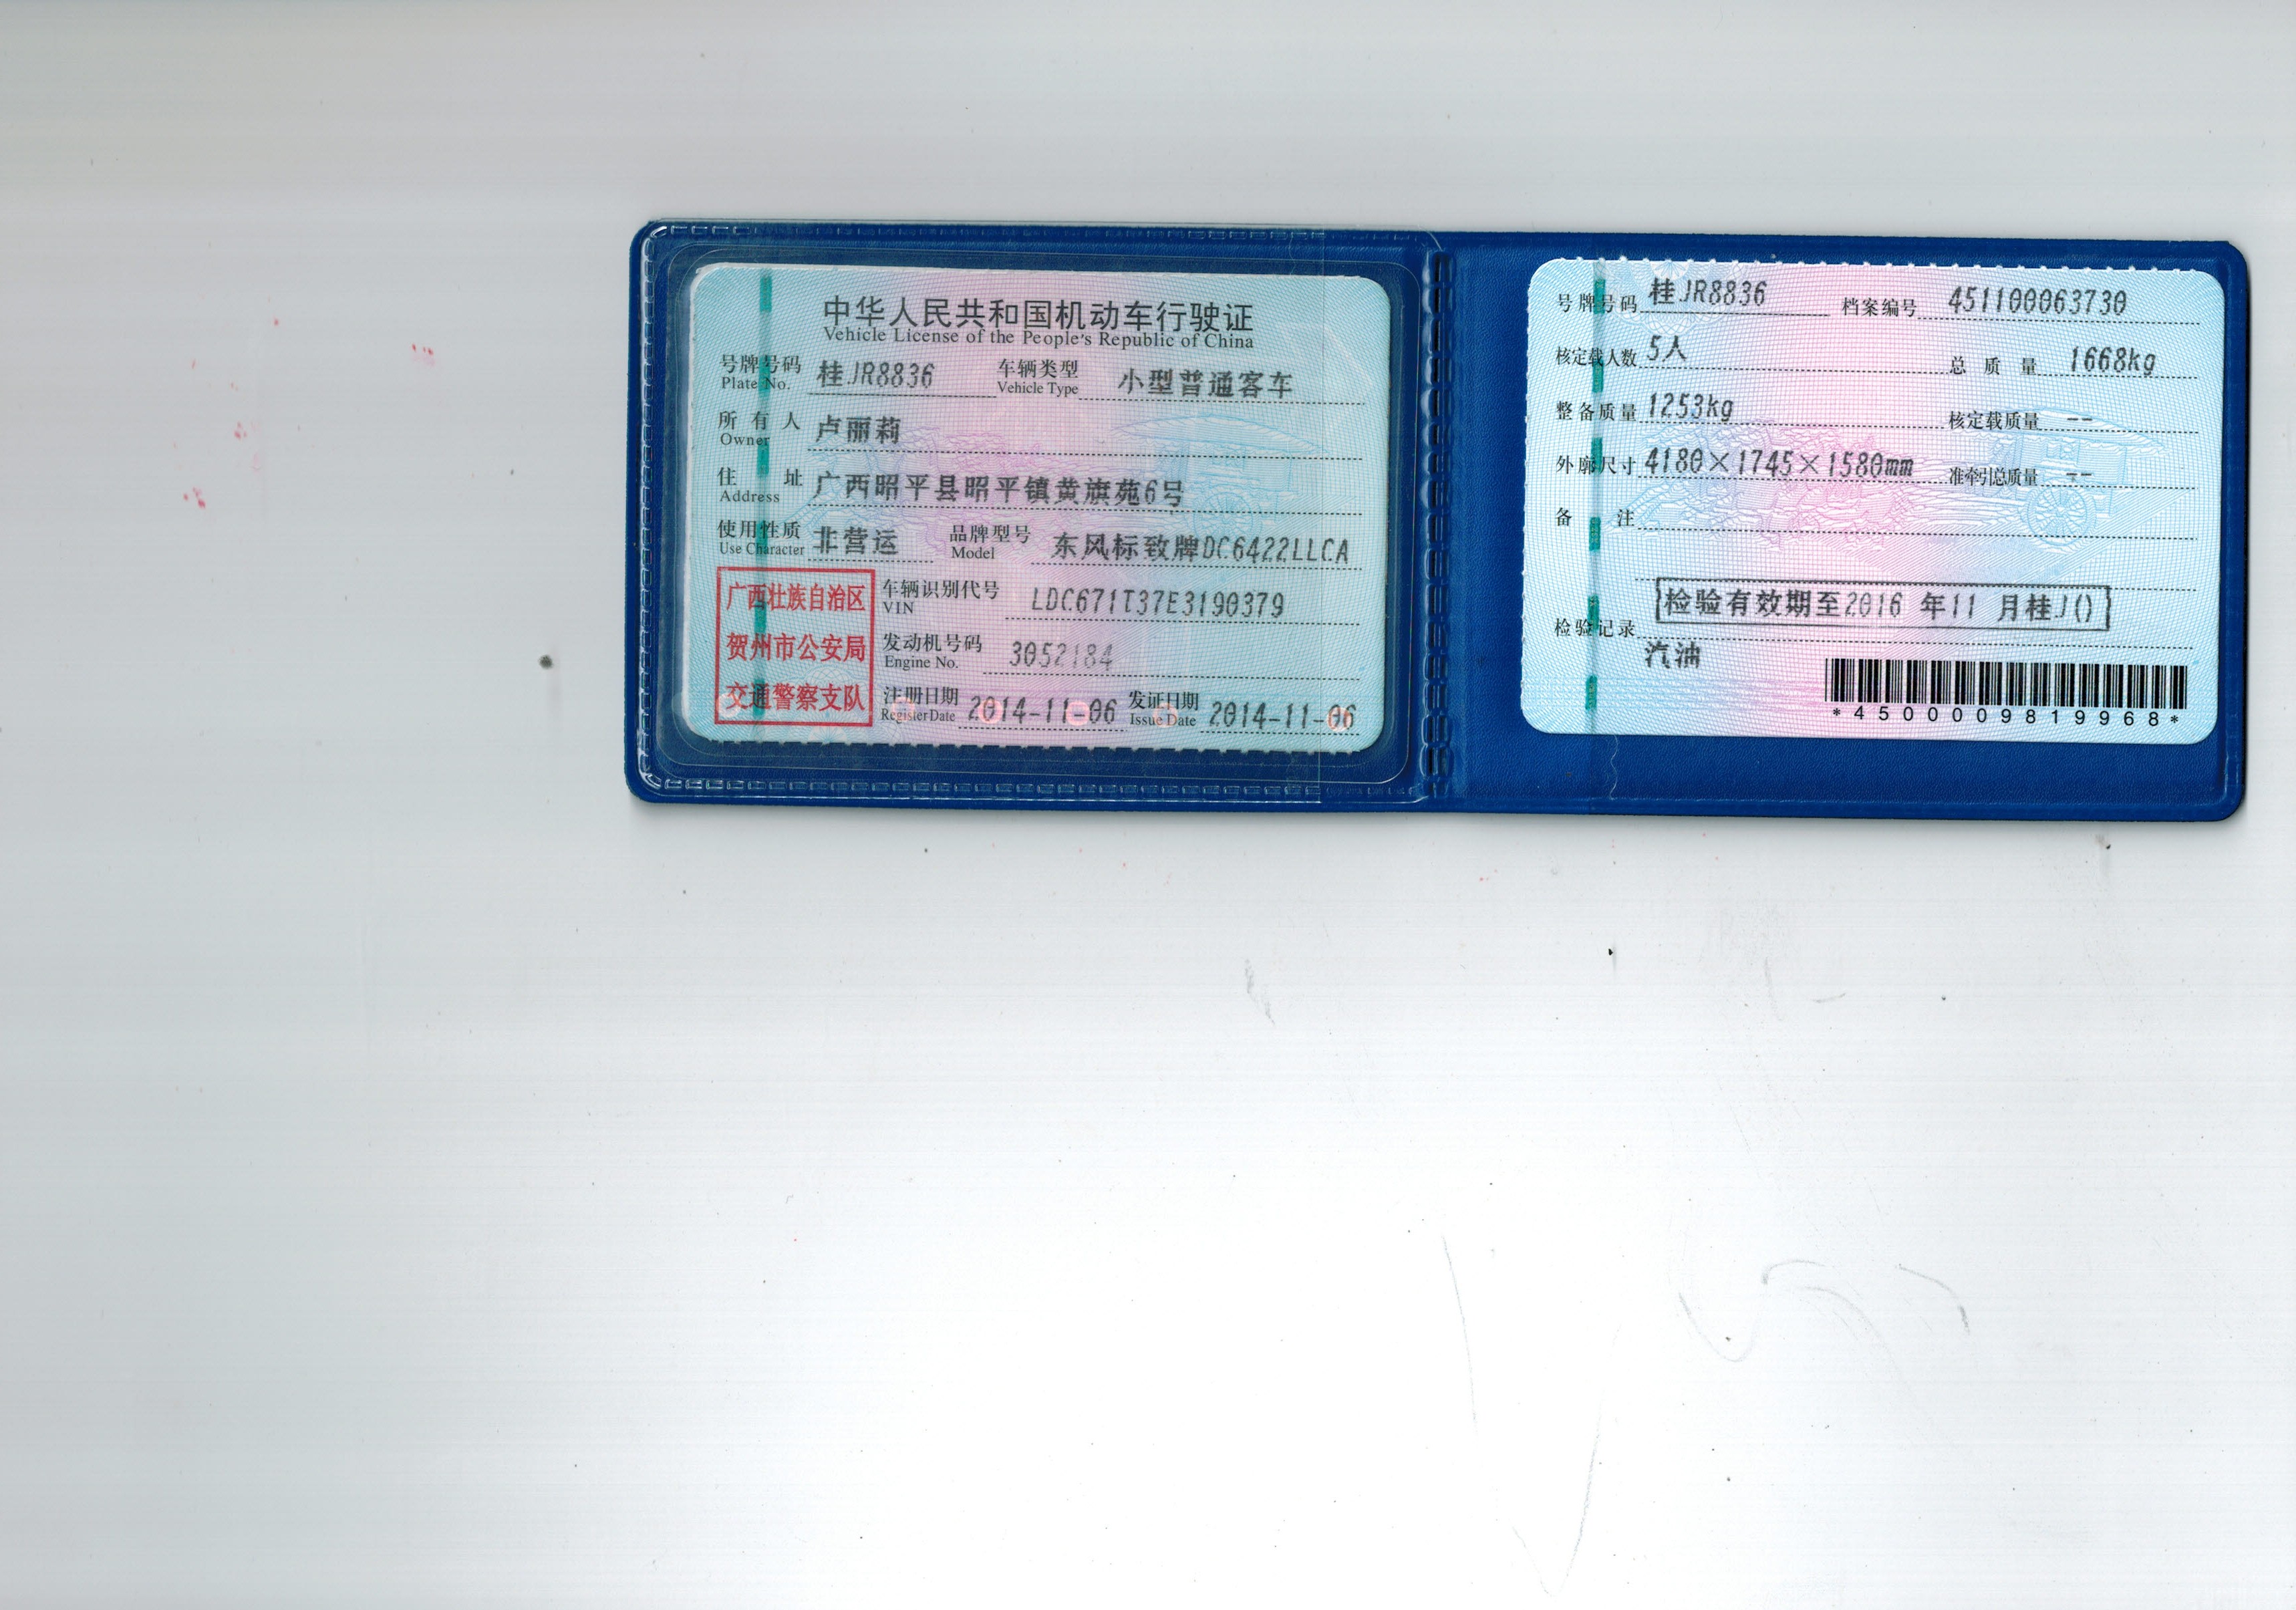 中华人民共和国机动车行驶证
Vehicle License of the People's Republic of China
号牌号码 桂JR8836 车辆类型 小型普通客车
Plate No. Vehicle Type
所有人 卢丽莉
Owner
住址 广西昭平县昭平镇黄旗苑6号
Address
使用性质 非营运 品牌型号 东风标致牌DC6422LLCA
Use Character Model
广西壮族自治区
贺州市公安局
交通警察支队
车辆识别代号 LDC671T37E3190379
VIN
发动机号码 3052184
Engine No.
注册日期 2014-11-06 发证日期 2014-11-06
Register Date Issue Date
号牌号码 桂JR8836 档案编号 451100063730
核定载人数 5人 总质量 1668kg
整备质量 1253kg 核定载质量 --
外廓尺寸 4180×1745×1580mm 准牵引总质量 --
备注
检验有效期至2016 年11 月桂J()
检验记录
汽油
*4500009819968*